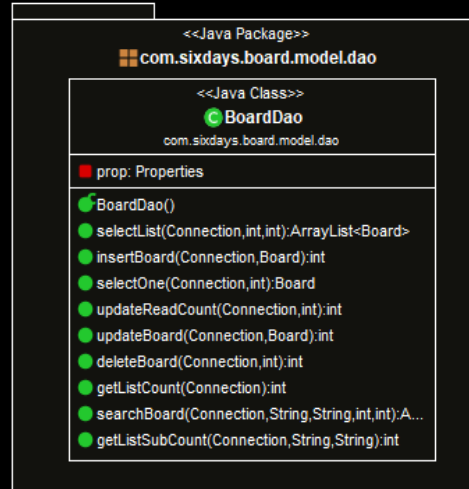 <<Java Package>>
com.sixdays.board.model.dao
<<Java Class>>
BoardDao
com.sixdays.board.model.dao
prop: Properties
BoardDao()
selectList(Connection,int,int):ArrayList<Board>
insertBoard(Connection,Board):int
selectOne(Connection,int):Board
updateReadCount(Connection,int):int
updateBoard(Connection,Board):int
deleteBoard(Connection,int):int
getListCount(Connection):int
searchBoard(Connection,String,String,int,int):A...
getListSubCount(Connection,String,String):int